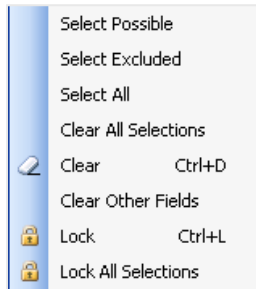 Select Possible
Select Excluded
Select All
Clear All Selections
Clear Ctrl+D
Clear Other Fields
Lock Ctrl+L
Lock All Selections